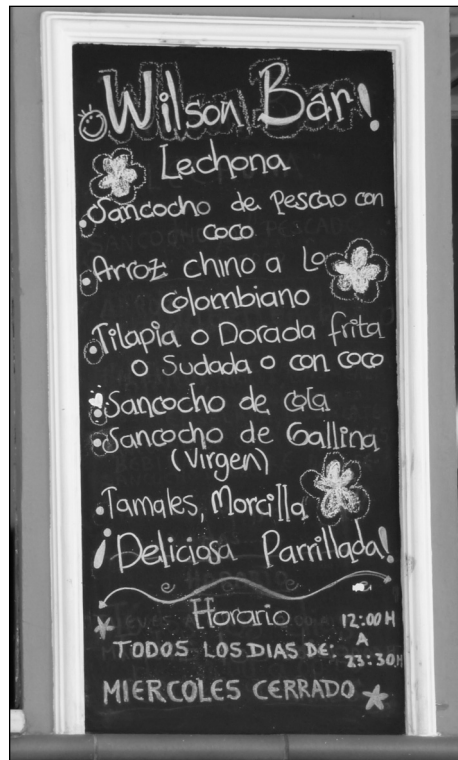 ¡Wilson Bar!
Lechona
• Sancocho de Pescao con
coco
• Arroz chino a Lo
Colombiano
• Tilapia o Dorada frita
o Sudada o con coco
• Sancocho de cola
• Sancocho de Gallina
(Virgen)
• Tamales, Morcilla
¡Deliciosa Parrillada!
Horario
12:00 H
A
TODOS LOS DIAS DE:
23:30 H
MIERCOLES CERRADO